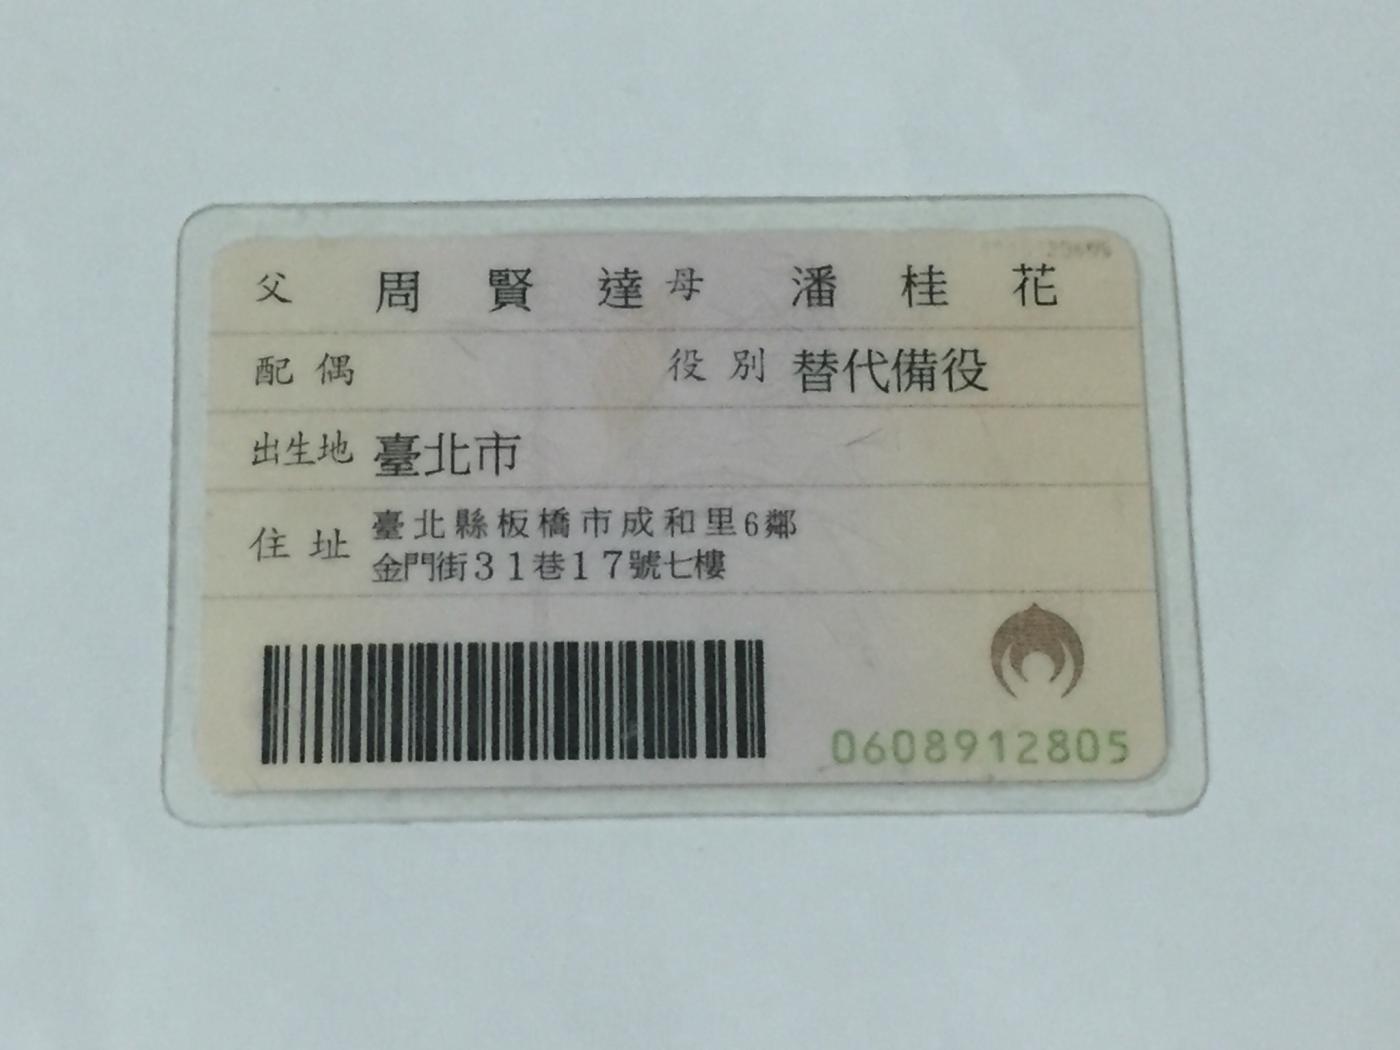 父 周賢達 母 潘桂花
配偶 役別 替代備役
出生地 臺北市
住址 臺北縣板橋市成和里6鄰
金門街31巷17號七樓
0608912805